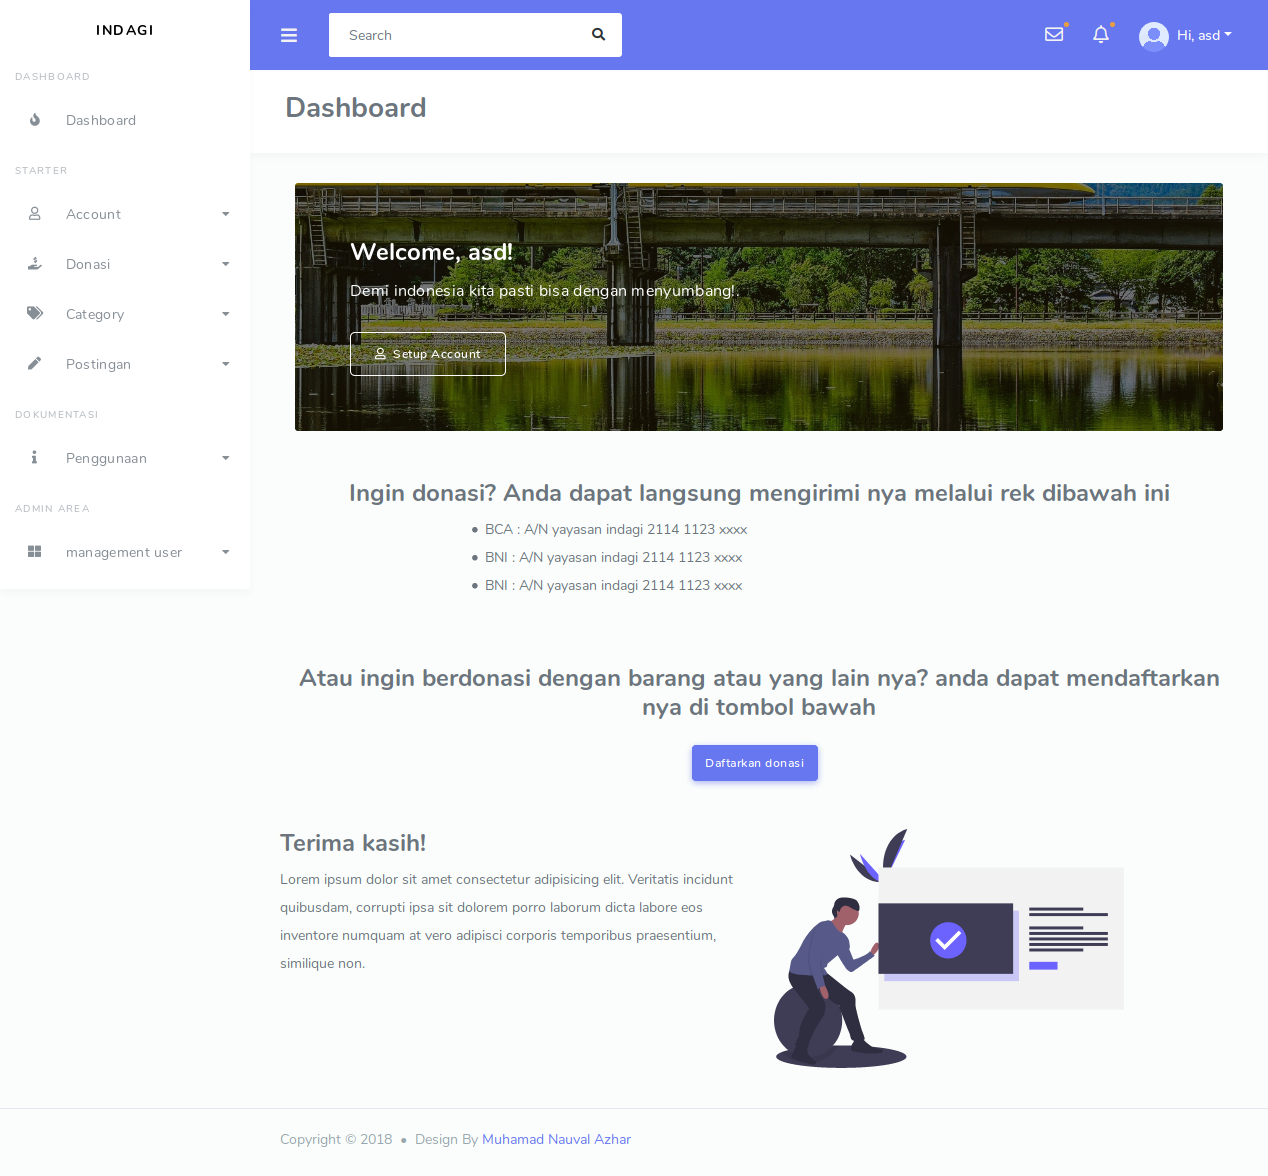 INDAGI
Search
Hi, asd
DASHBOARD
Dashboard
STARTER
Account
Donasi
Category
Postingan
DOKUMENTASI
Penggunaan
ADMIN AREA
management user
Dashboard
Welcome, asd!
Demi indonesia kita pasti bisa dengan menyumbang!.
Setup Account
Ingin donasi? Anda dapat langsung mengirimi nya melalui rek dibawah ini
• BCA : A/N yayasan indagi 2114 1123 xxxx
• BNI : A/N yayasan indagi 2114 1123 xxxx
• BNI : A/N yayasan indagi 2114 1123 xxxx
Atau ingin berdonasi dengan barang atau yang lain nya? anda dapat mendaftarkan
nya di tombol bawah
Daftarkan donasi
Terima kasih!
Lorem ipsum dolor sit amet consectetur adipisicing elit. Veritatis incidunt
quibusdam, corrupti ipsa sit dolorem porro laborum dicta labore eos
inventore numquam at vero adipisci corporis temporibus praesentium,
similique non.
Copyright © 2018 • Design By Muhamad Nauval Azhar